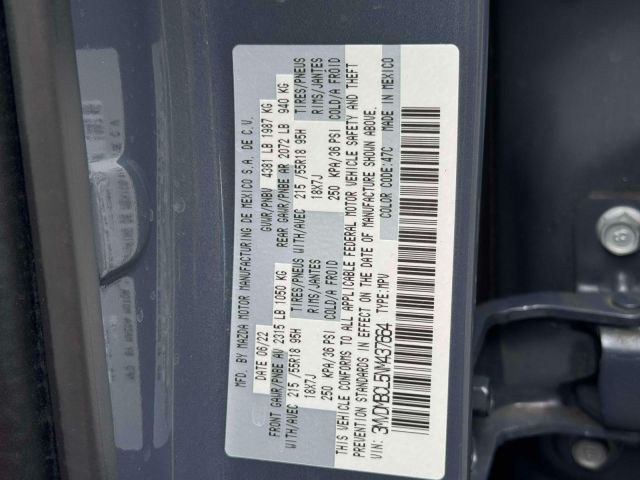 MFD. BY MAZDA MOTOR MANUFACTURING DE MEXICO S.A. DE C.V.
DATE 06/22 GVWR/PNBV 4381 LB 1987 KG
FRONT GAWR/PNBE AV 2315 LB 1050 KG REAR GAWR/PNBE AR 2072 LB 940 KG
TIRES/PNEUS TIRES/PNEUS
WITH/AVEC 215 /55R18 95H WITH/AVEC 215 /55R18 95H
RIMS/JANTES RIMS/JANTES
18X7J 18X7J
COLD/A FROID COLD/A FROID
250 KPA/36 PSI 250 KPA/36 PSI
THIS VEHICLE CONFORMS TO ALL APPLICABLE FEDERAL MOTOR VEHICLE SAFETY AND THEFT
PREVENTION STANDARDS IN EFFECT ON THE DATE OF MANUFACTURE SHOWN ABOVE.
VIN: 3MVDMBCL5NM437664 TYPE:MPV COLOR CODE:47C MADE IN MEXICO